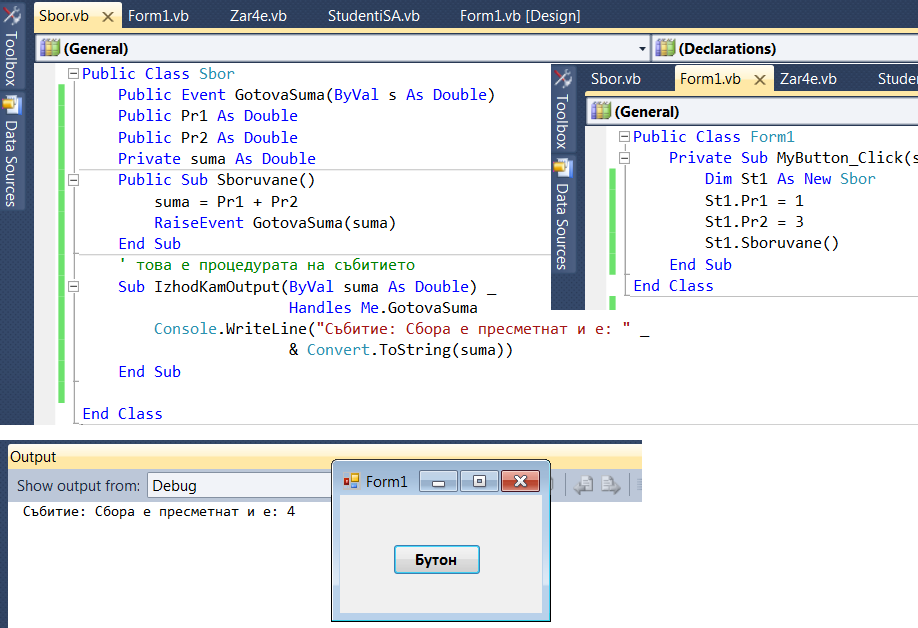 Sbor.vb Form1.vb Zar4e.vb StudentiSA.vb Form1.vb [Design]
Toolbox
Data Sources
(General) (Declarations)
Public Class Sbor
Public Event GotovaSuma(ByVal s As Double)
Public Pr1 As Double
Public Pr2 As Double
Private suma As Double
Public Sub Sboruvane()
suma = Pr1 + Pr2
RaiseEvent GotovaSuma(suma)
End Sub
' това е процедурата на събитието
Sub IzhodKamOutput(ByVal suma As Double) _
Handles Me.GotovaSuma
Console.WriteLine("Събитие: Сбора е пресметнат и е: " _
& Convert.ToString(suma))
End Sub
End Class
Sbor.vb Form1.vb Zar4e.vb Studer
Toolbox
Data Sources
(General)
Public Class Form1
Private Sub MyButton_Click(s
Dim St1 As New Sbor
St1.Pr1 = 1
St1.Pr2 = 3
St1.Sboruvane()
End Sub
End Class
Output
Show output from: Debug
Събитие: Сбора е пресметнат и е: 4
Form1
Бутон